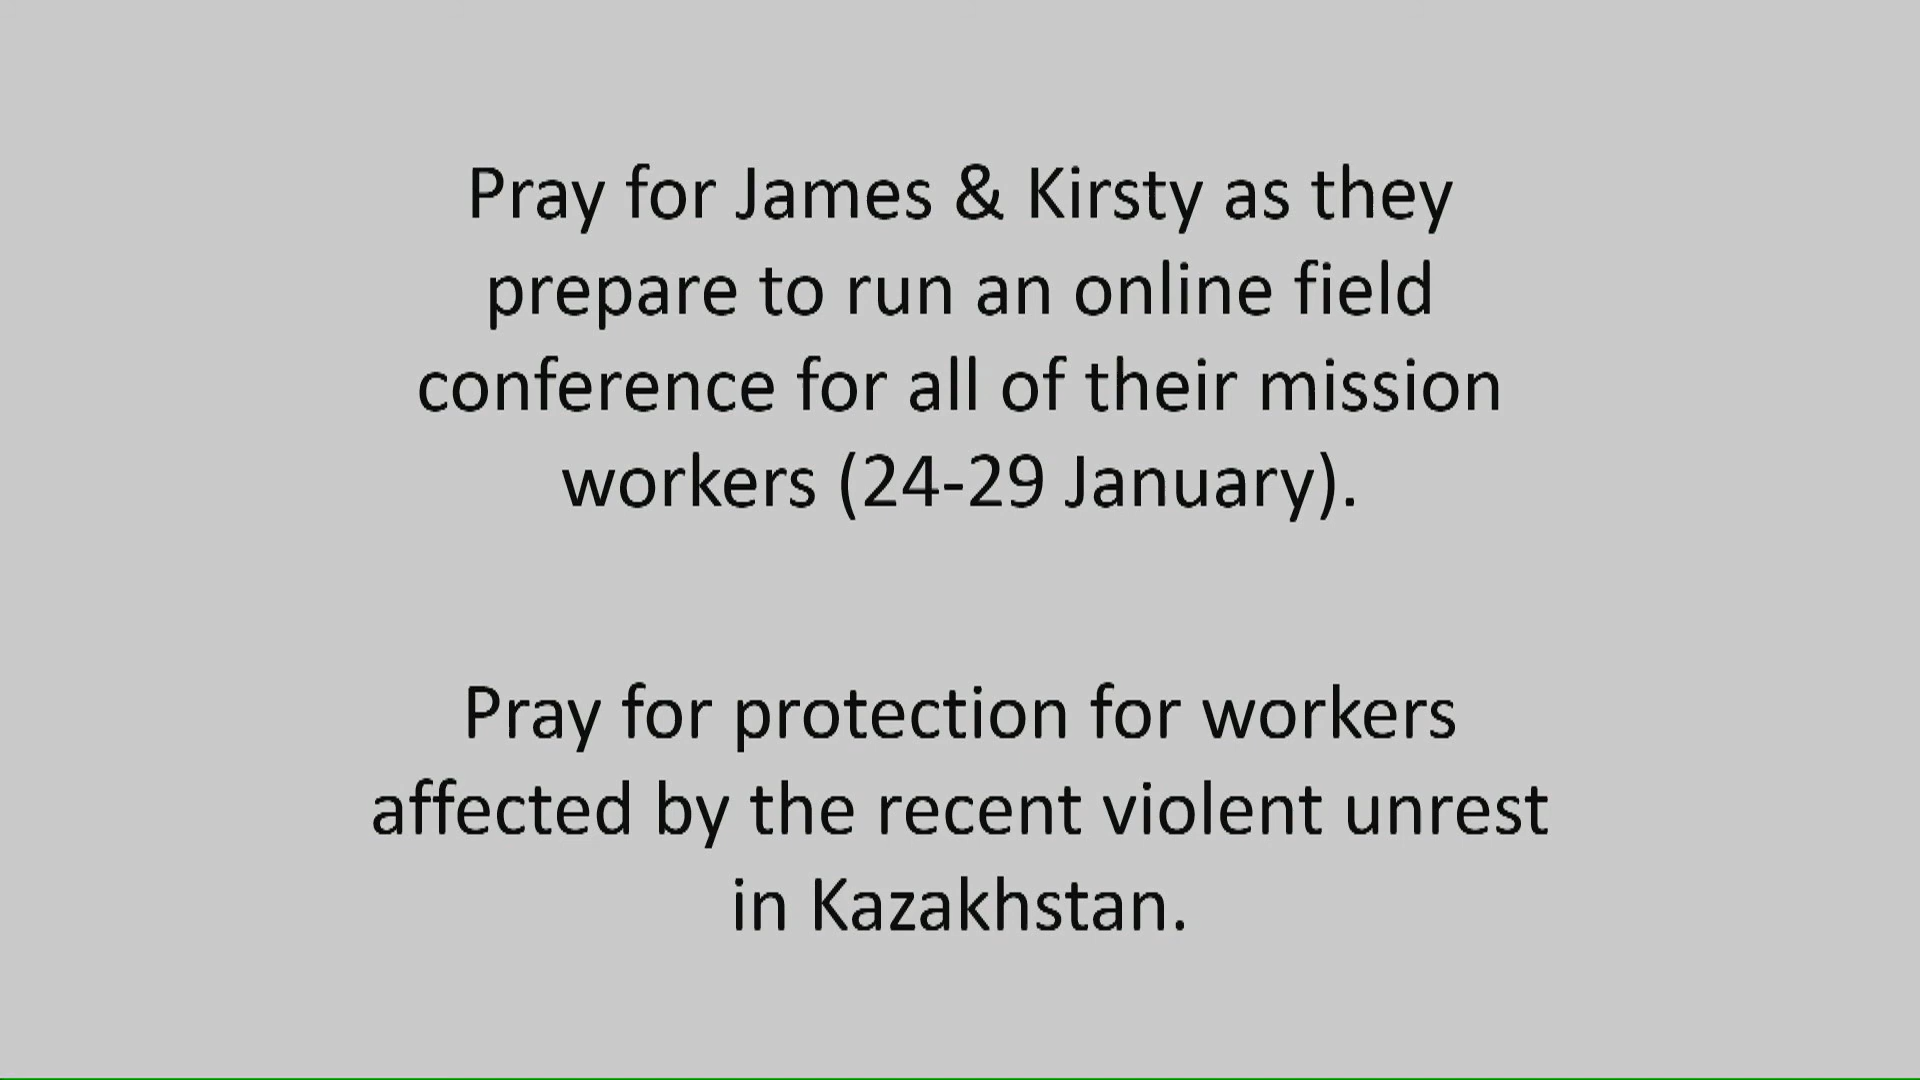 Pray for James & Kirsty as they
prepare to run an online field
conference for all of their mission
workers (24-29 January).
Pray for protection for workers
affected by the recent violent unrest
in Kazakhstan.